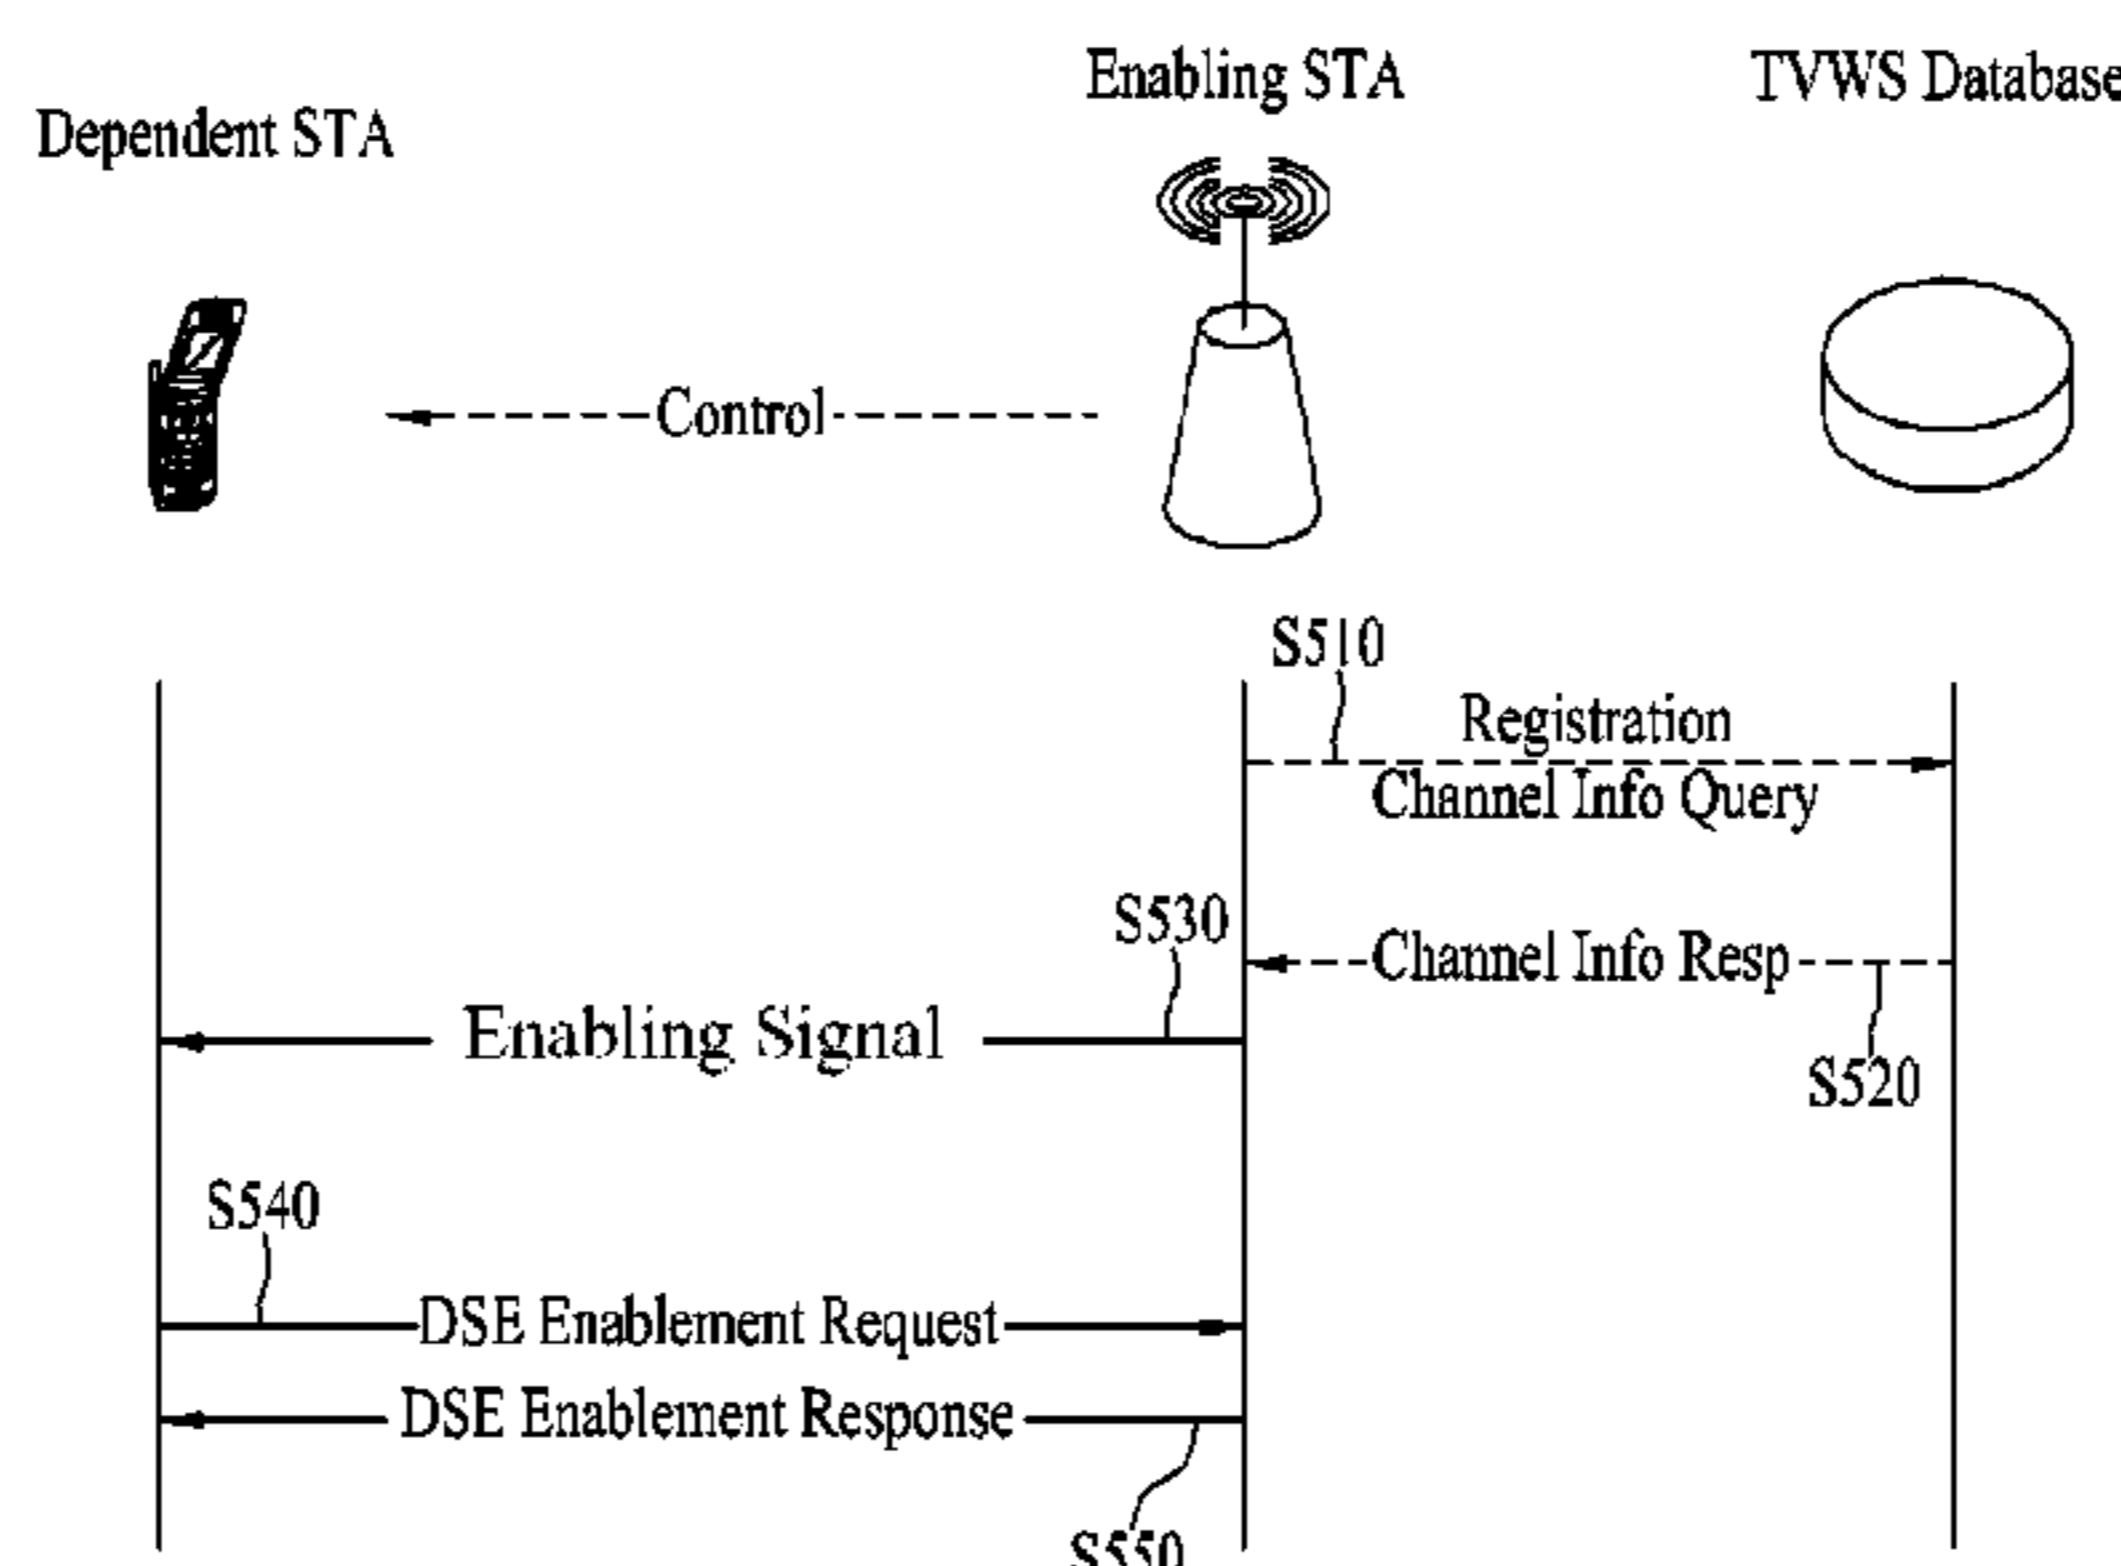 Enabling STA
TVWS Database
Dependent STA
Control
S510
Registration
Channel Info Query
S530
Channel Info Resp
Enabling Signal
S520
S540
DSE Enablement Request
DSE Enablement Response
S550